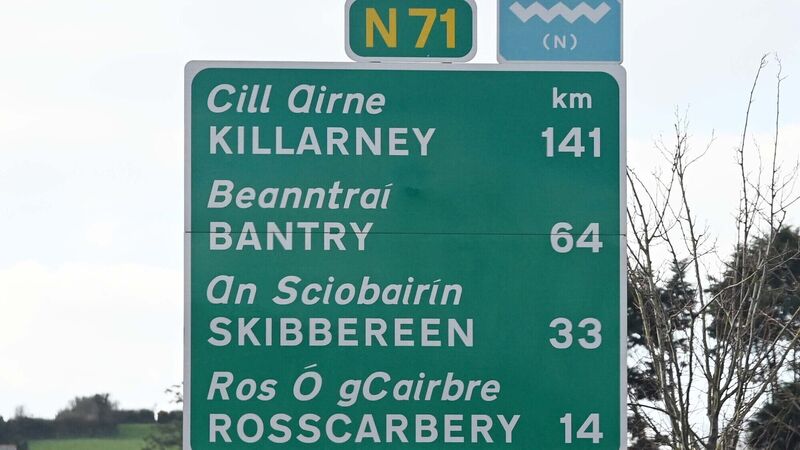 N 71
(N)
Cill Airne km
KILLARNEY 141
Beanntraí
BANTRY 64
An Sciobairín
SKIBBEREEN 33
Ros Ó gCairbre
ROSSCARBERY 14